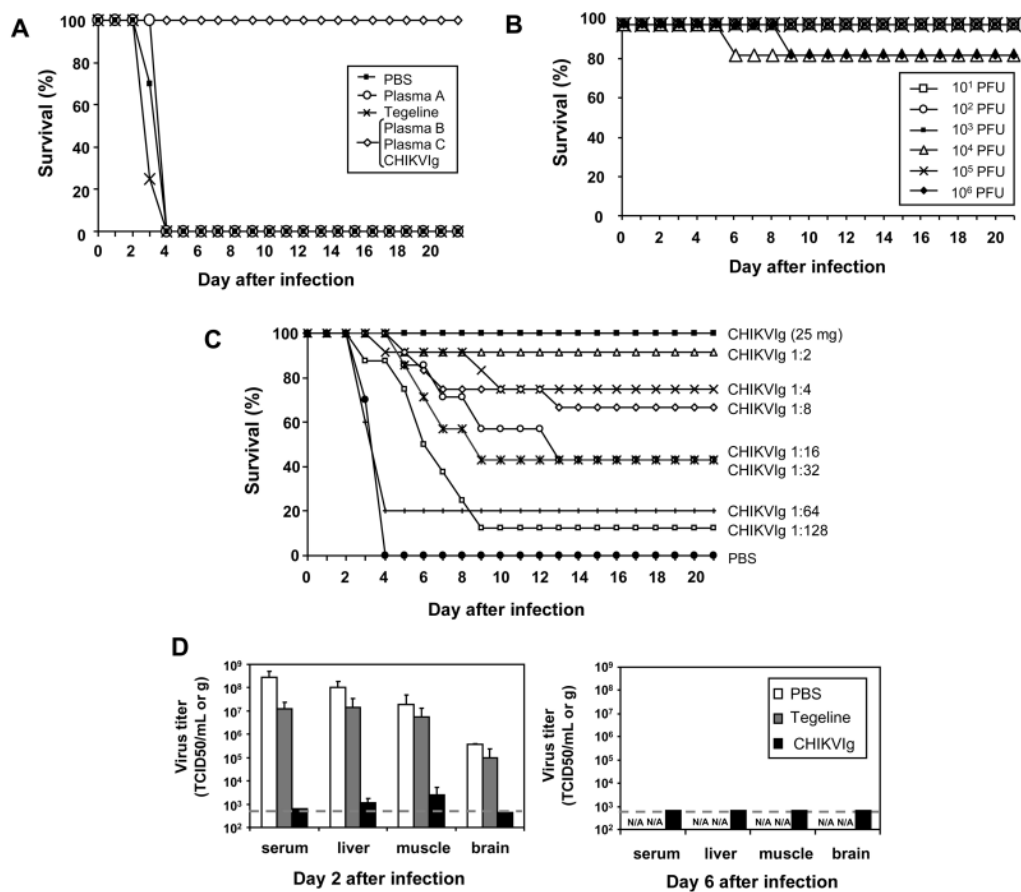 A
Survival (%)
100
80
60
40
20
0
0 2 4 6 8 10 12 14 16 18 20
Day after infection
PBS
Plasma A
Tegeline
Plasma B
Plasma C
CHIKVIg
B
Survival (%)
100
80
60
40
20
0
0 2 4 6 8 10 12 14 16 18 20
Day after infection
10¹ PFU
10² PFU
10³ PFU
10⁴ PFU
10⁵ PFU
10⁶ PFU
C
Survival (%)
100
80
60
40
20
0
0 2 4 6 8 10 12 14 16 18 20
Day after infection
CHIKVIg (25 mg)
CHIKVIg 1:2
CHIKVIg 1:4
CHIKVIg 1:8
CHIKVIg 1:16
CHIKVIg 1:32
CHIKVIg 1:64
CHIKVIg 1:128
PBS
D
Virus titer
(TCID50/mL or g)
10⁹
10⁸
10⁷
10⁶
10⁵
10⁴
10³
10²
serum liver muscle brain
Day 2 after infection
Virus titer
(TCID50/mL or g)
10⁹
10⁸
10⁷
10⁶
10⁵
10⁴
10³
10²
PBS
Tegeline
CHIKVIg
N/A N/A N/A N/A N/A N/A N/A N/A
serum liver muscle brain
Day 6 after infection